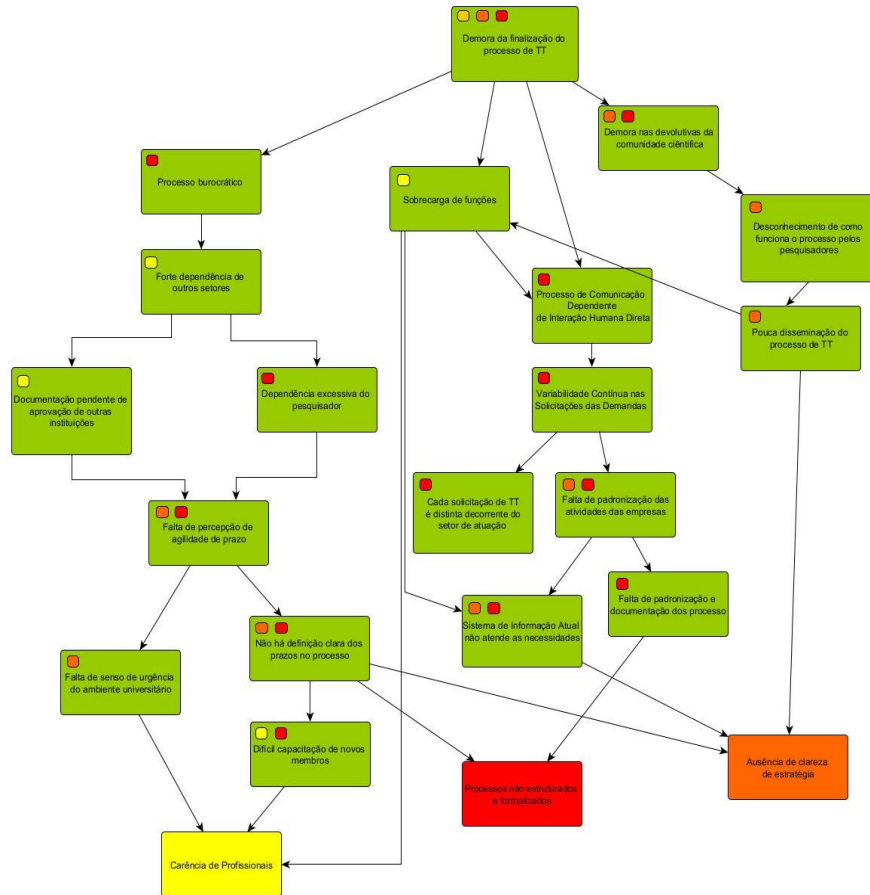 Demora da finalização do
processo de TT
Demora nas devolutivas da
comunidade ciêntifica
Processo burocrático
Sobrecarga de funções
Desconhecimento de como
funciona o processo pelos
pesquisadores
Forte dependência de
outros setores
Processo de Comunicação
Dependente
de Interação Humana Direta
Pouca disseminação do
processo de TT
Documentação pendente de
aprovação de outras
instituições
Dependência excessiva do
pesquisador
Variabilidade Contínua nas
Solicitações das Demandas
Cada solicitação de TT
é distinta decorrente do
setor de atuação
Falta de padronização das
atividades das empresas
Falta de percepção de
agilidade de prazo
Falta de padronização e
documentação dos processo
Sistema de Informação Atual
não atende as necessidades
Não há definição clara dos
prazos no processo
Falta de senso de urgência
do ambiente universitário
Difícil capacitação de novos
membros
Ausência de clareza
de estratégia
Processos não estruturados
e formalizados
Carência de Profissionais